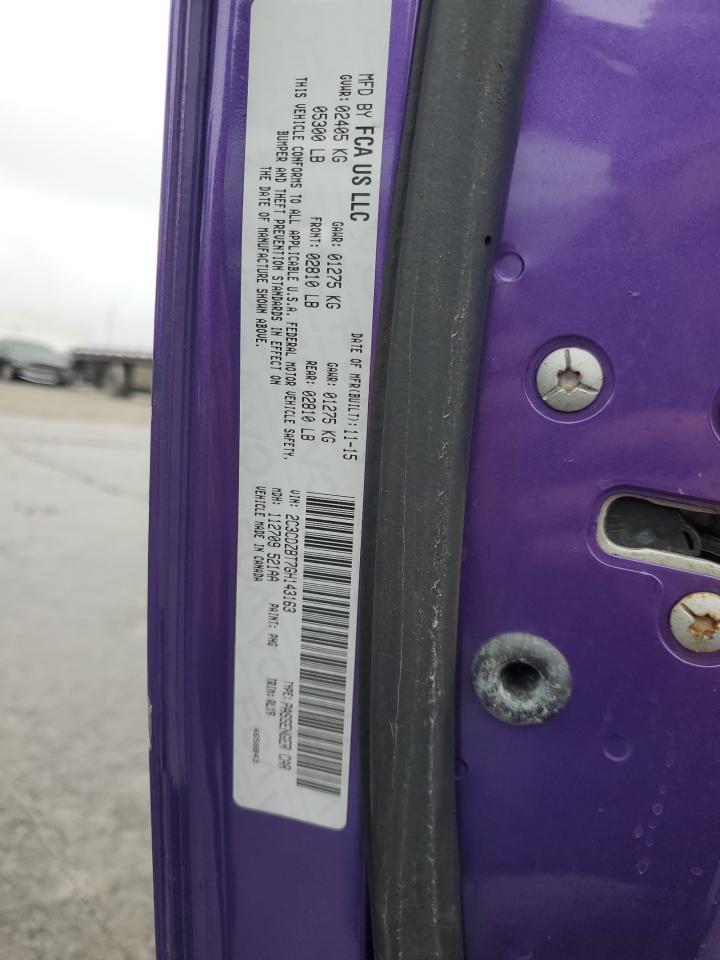 MFD BY FCA US LLC
DATE OF MFR(BUILT): 11-15
GVWR: 02405 KG
GAWR: 01275 KG
GAWR: 01275 KG
05300 LB
FRONT: 02810 LB
REAR: 02810 LB
THIS VEHICLE CONFORMS TO ALL APPLICABLE U.S.A. FEDERAL MOTOR VEHICLE SAFETY,
BUMPER AND THEFT PREVENTION STANDARDS IN EFFECT ON
THE DATE OF MANUFACTURE SHOWN ABOVE.
VIN: 2C3CDZBT7GH143163
TYPE: PASSENGER CAR
MDH: 112709 521AA
PAINT: PHG
TRIM: ALX9
VEHICLE MADE IN CANADA